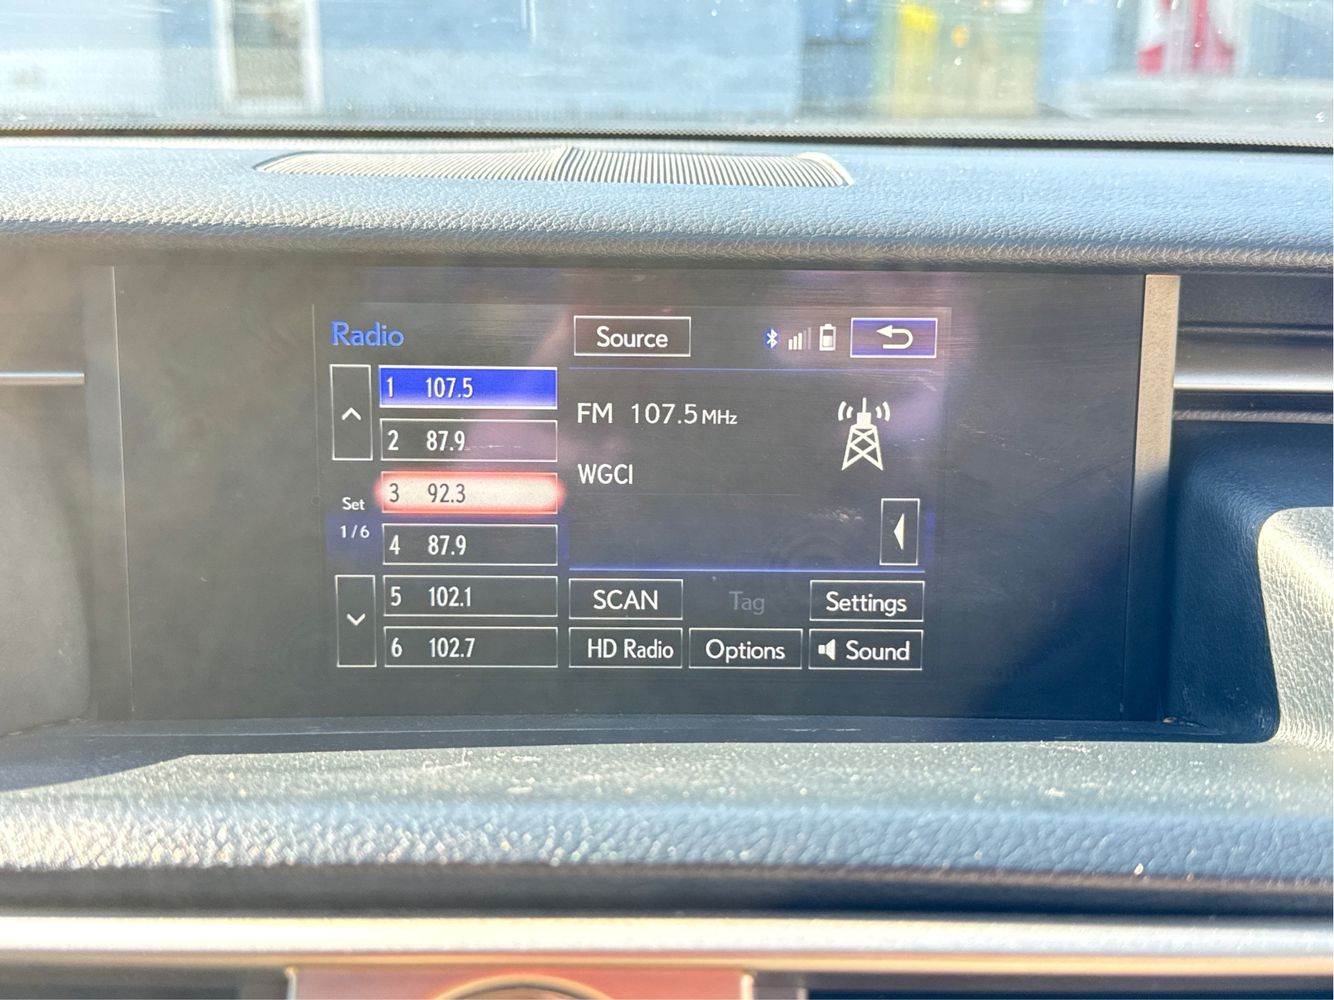 Radio
Source
1 107.5
2 87.9
3 92.3
4 87.9
5 102.1
6 102.7
Set
1/6
FM 107.5 MHz
WGCI
SCAN
Tag
Settings
HD Radio
Options
Sound